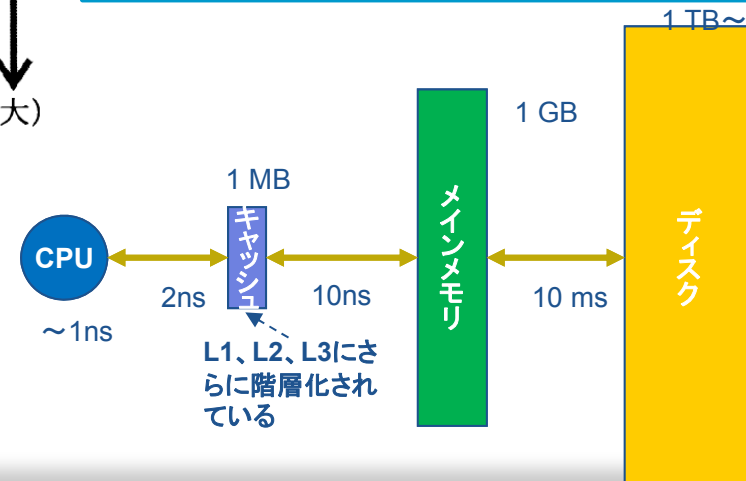 1 TB～
大）
1 GB
1 MB
キャッシュ
メインメモリ
ディスク
CPU
2ns
10ns
10 ms
～1ns
L1、L2、L3にさ
らに階層化され
ている